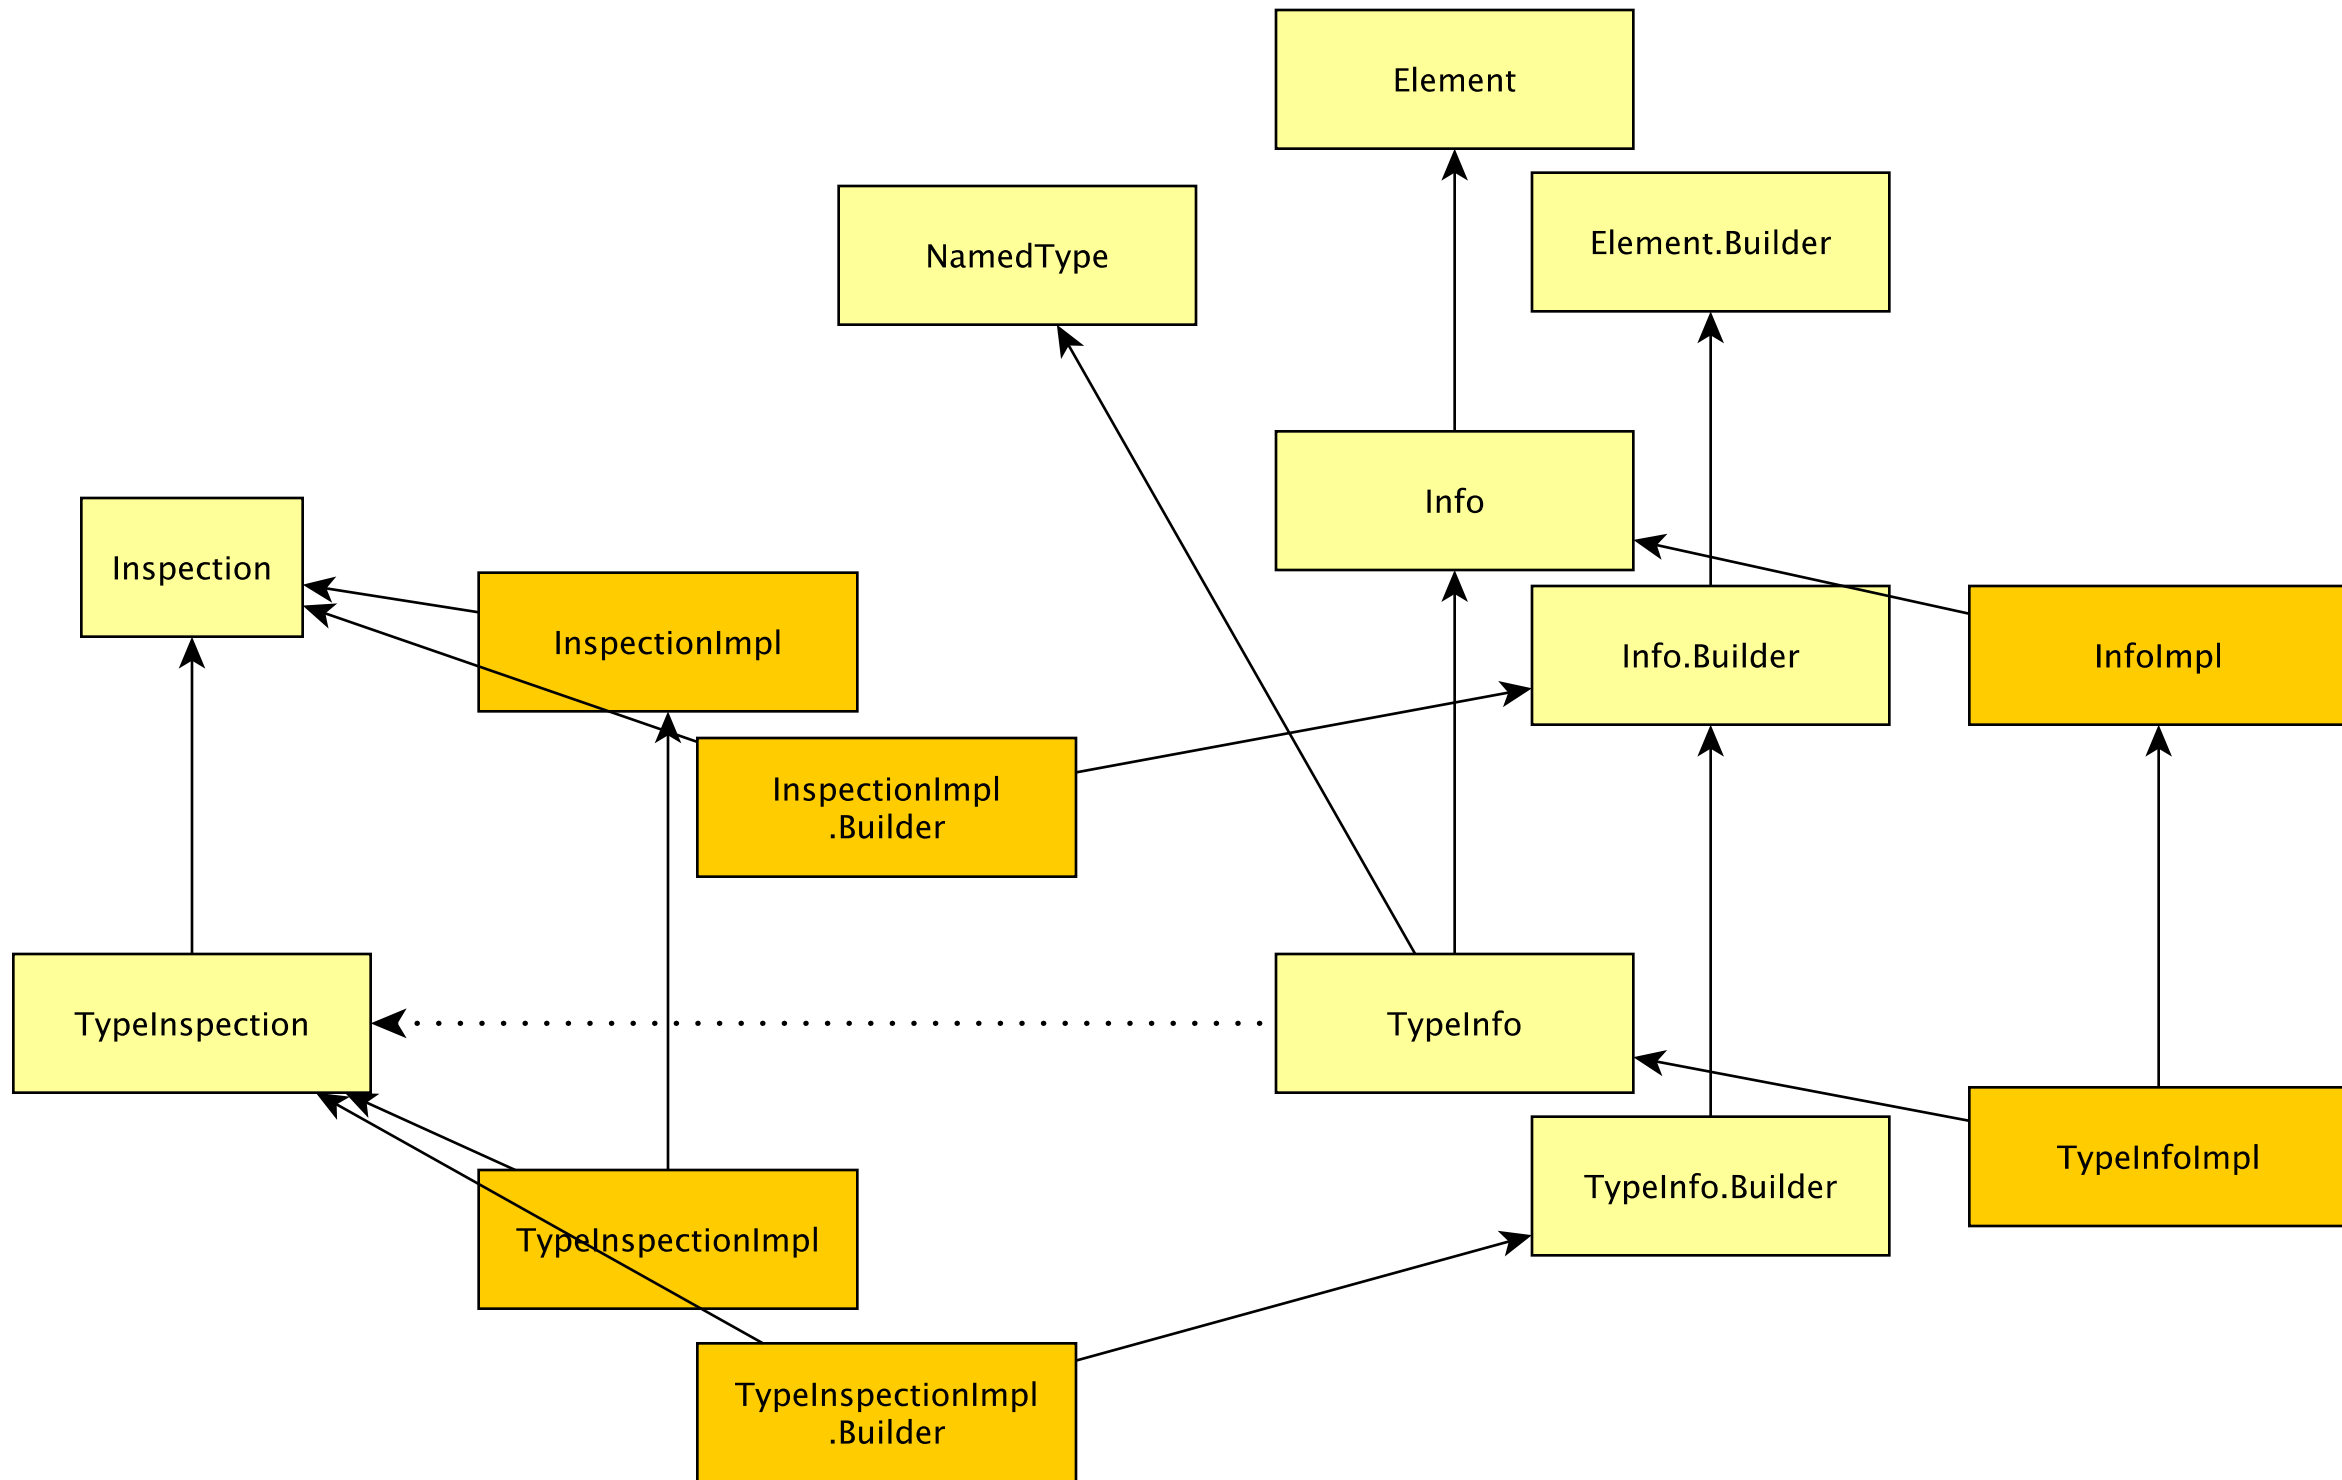 Element
Element.Builder
NamedType
Info
Inspection
InspectionImpl
Info.Builder
InfoImpl
InspectionImpl
.Builder
TypeInspection
TypeInfo
TypeInfoImpl
TypeInfo.Builder
TypeInspectionImpl
TypeInspectionImpl
.Builder